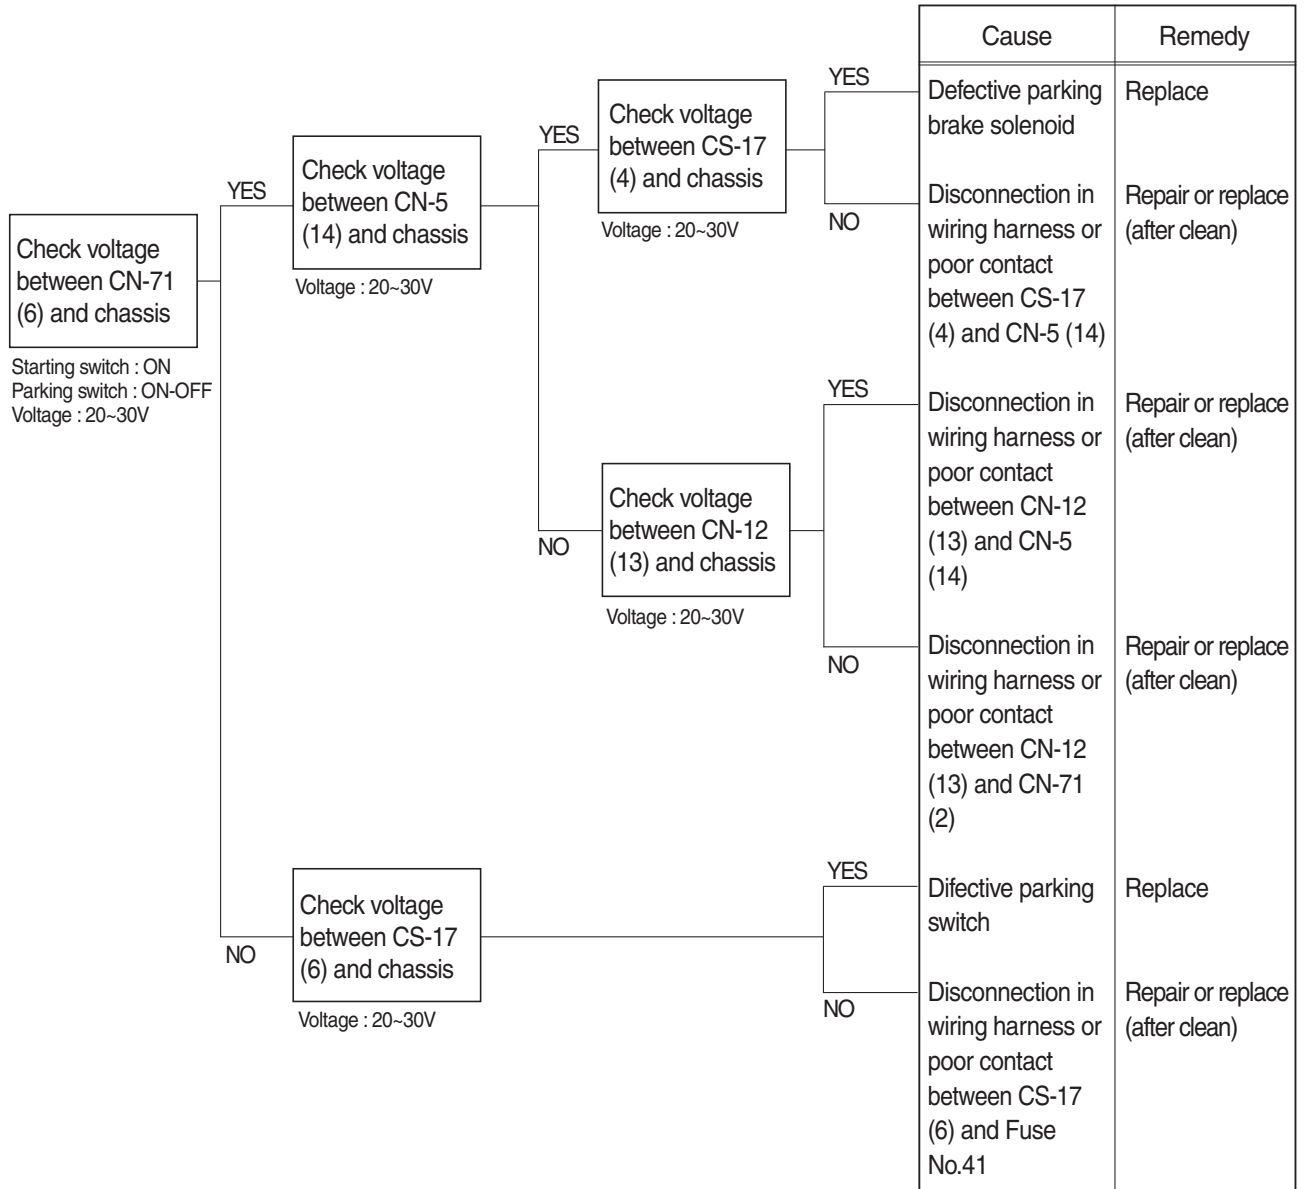 Cause
Remedy
Check voltage
between CN-71
(6) and chassis
Starting switch : ON
Parking switch : ON-OFF
Voltage : 20~30V
YES
Check voltage
between CN-5
(14) and chassis
Voltage : 20~30V
YES
Check voltage
between CS-17
(4) and chassis
Voltage : 20~30V
YES
Defective parking
brake solenoid
Replace
NO
Disconnection in
wiring harness or
poor contact
between CS-17
(4) and CN-5 (14)
Repair or replace
(after clean)
NO
Check voltage
between CN-12
(13) and chassis
Voltage : 20~30V
YES
Disconnection in
wiring harness or
poor contact
between CN-12
(13) and CN-5
(14)
Repair or replace
(after clean)
NO
Disconnection in
wiring harness or
poor contact
between CN-12
(13) and CN-71
(2)
Repair or replace
(after clean)
NO
Check voltage
between CS-17
(6) and chassis
Voltage : 20~30V
YES
Difective parking
switch
Replace
NO
Disconnection in
wiring harness or
poor contact
between CS-17
(6) and Fuse
No.41
Repair or replace
(after clean)